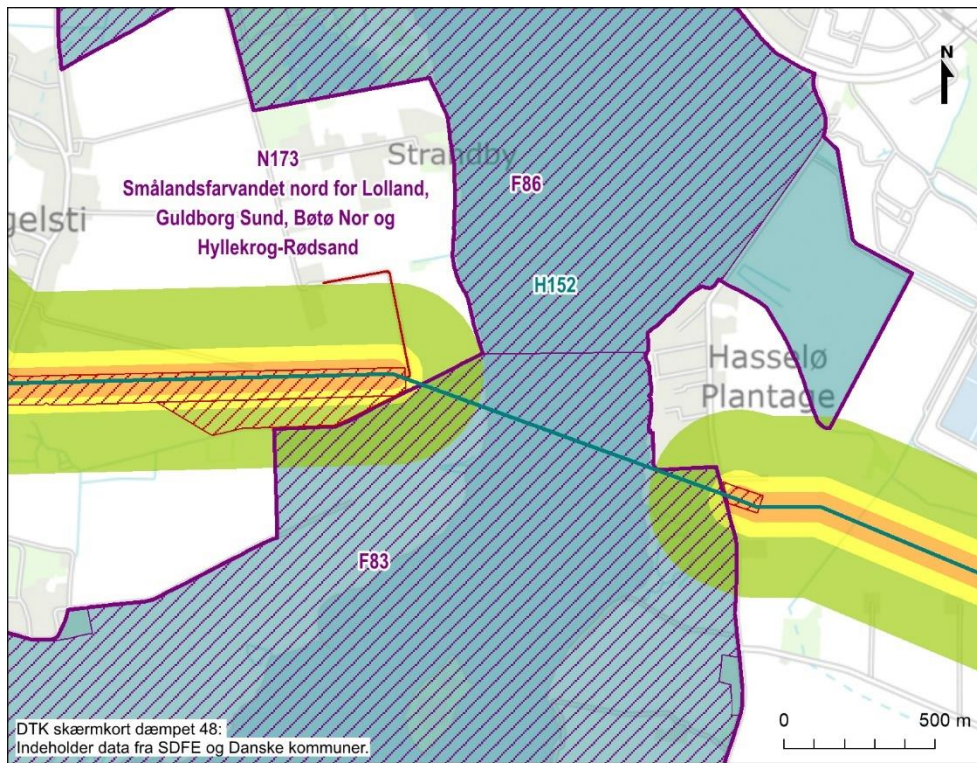 N
N173
Smålandsfarvandet nord for Lolland,
Guldborg Sund, Bøtø Nor og
Hyllekrog-Rødsand
Strandby
F86
gelsti
H152
Hasselø
Plantage
F83
DTK skærmkort dæmpet 48:
Indeholder data fra SDFE og Danske kommuner.
0 500 m